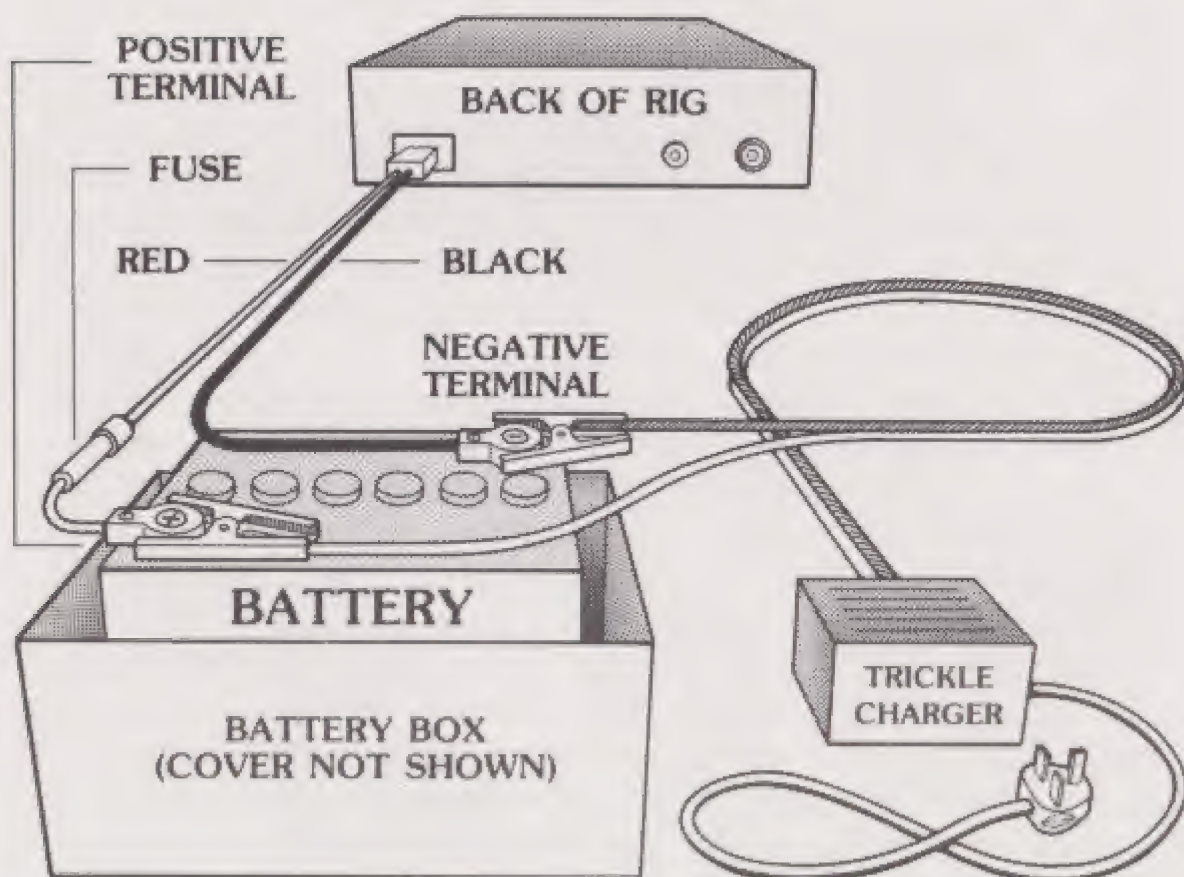 POSITIVE
TERMINAL
BACK OF RIG
FUSE
RED
BLACK
NEGATIVE
TERMINAL
BATTERY
TRICKLE
CHARGER
BATTERY BOX
(COVER NOT SHOWN)